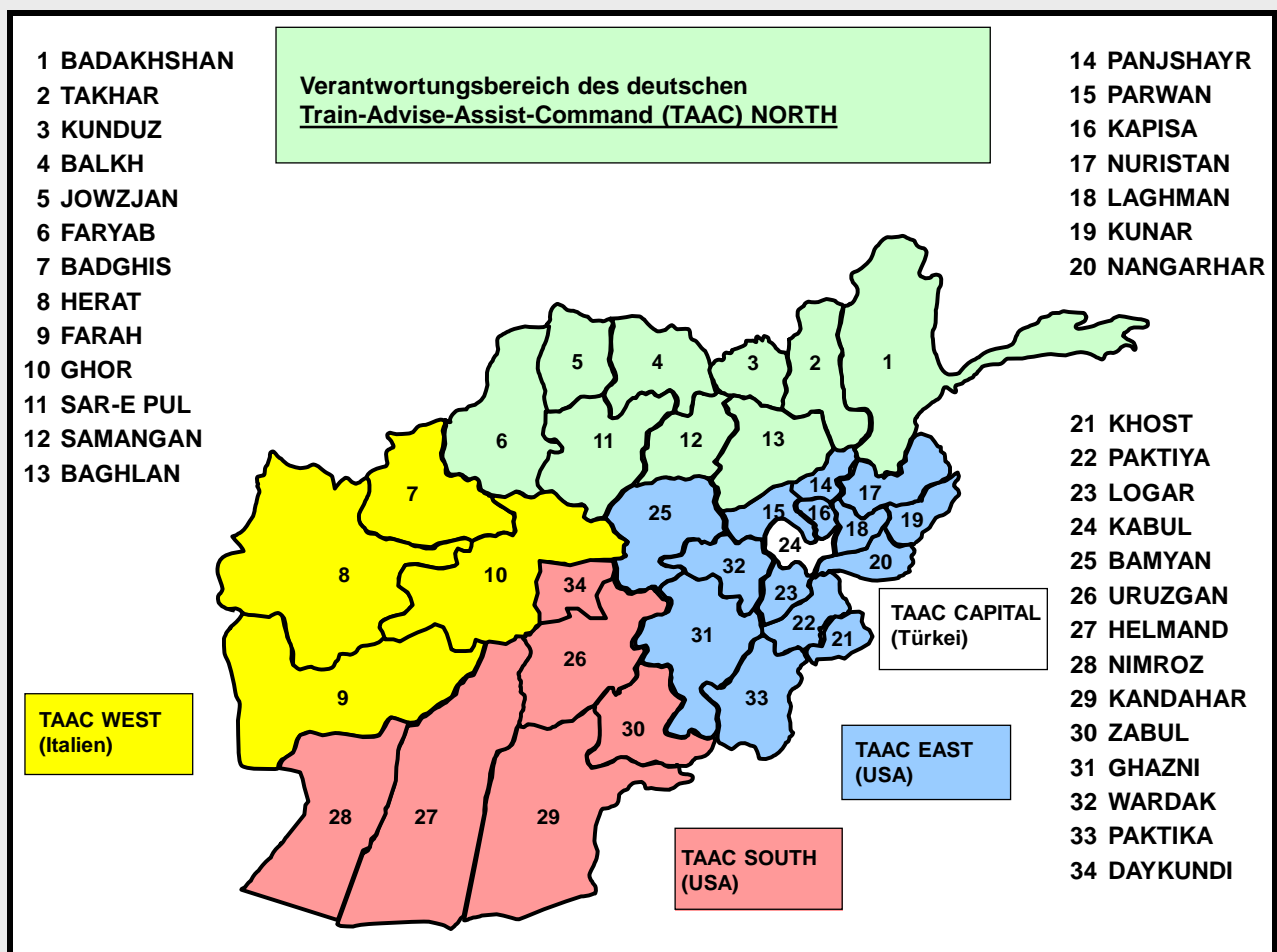 1 BADAKHSHAN
2 TAKHAR
3 KUNDUZ
4 BALKH
5 JOWZJAN
6 FARYAB
7 BADGHIS
8 HERAT
9 FARAH
10 GHOR
11 SAR-E PUL
12 SAMANGAN
13 BAGHLAN
Verantwortungsbereich des deutschen
Train-Advise-Assist-Command (TAAC) NORTH
14 PANJSHAYR
15 PARWAN
16 KAPISA
17 NURISTAN
18 LAGHMAN
19 KUNAR
20 NANGARHAR
21 KHOST
22 PAKTIYA
23 LOGAR
24 KABUL
25 BAMYAN
26 URUZGAN
27 HELMAND
28 NIMROZ
29 KANDAHAR
30 ZABUL
31 GHAZNI
32 WARDAK
33 PAKTIKA
34 DAYKUNDI
5
4
3
2
1
6
11
12
13
7
25
14
17
15
16
18
19
24
20
8
10
34
32
23
22
21
31
26
9
33
30
28
27
29
TAAC CAPITAL
(Türkei)
TAAC WEST
(Italien)
TAAC EAST
(USA)
TAAC SOUTH
(USA)